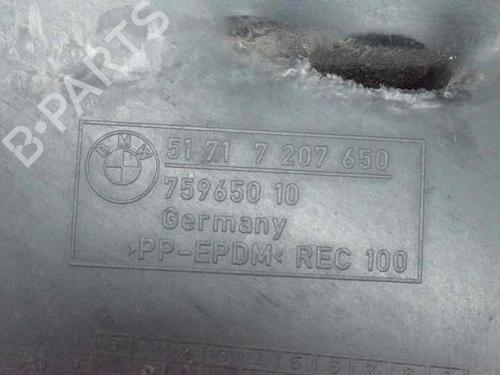 B-PARTS
BMW
51 71 7 207 650
759650 10
Germany
>PP-EPDM< REC 100